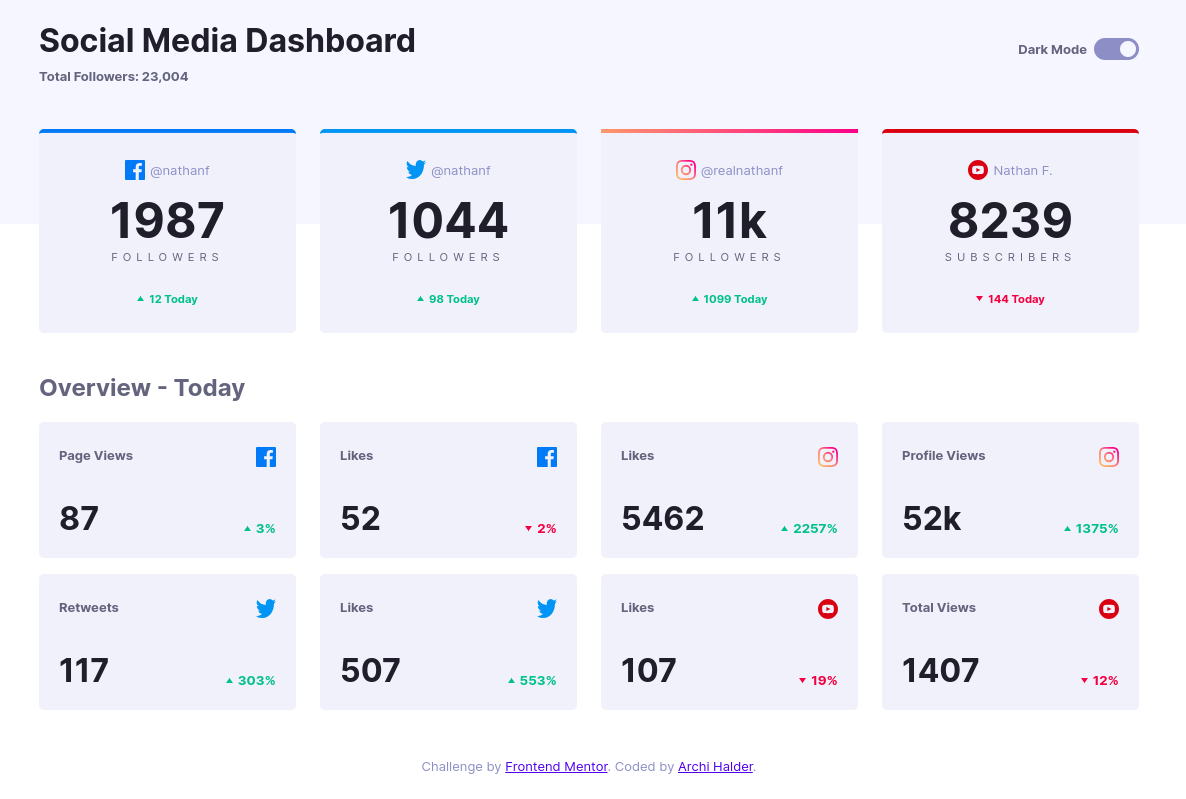 Social Media Dashboard
Total Followers: 23,004
Dark Mode
@nathanf
1987
FOLLOWERS
12 Today
@nathanf
1044
FOLLOWERS
98 Today
@realnathanf
11k
FOLLOWERS
1099 Today
Nathan F.
8239
SUBSCRIBERS
144 Today
Overview - Today
Page Views
87
3%
Likes
52
2%
Likes
5462
2257%
Profile Views
52k
1375%
Retweets
117
303%
Likes
507
553%
Likes
107
19%
Total Views
1407
12%
Challenge by Frontend Mentor. Coded by Archi Halder.